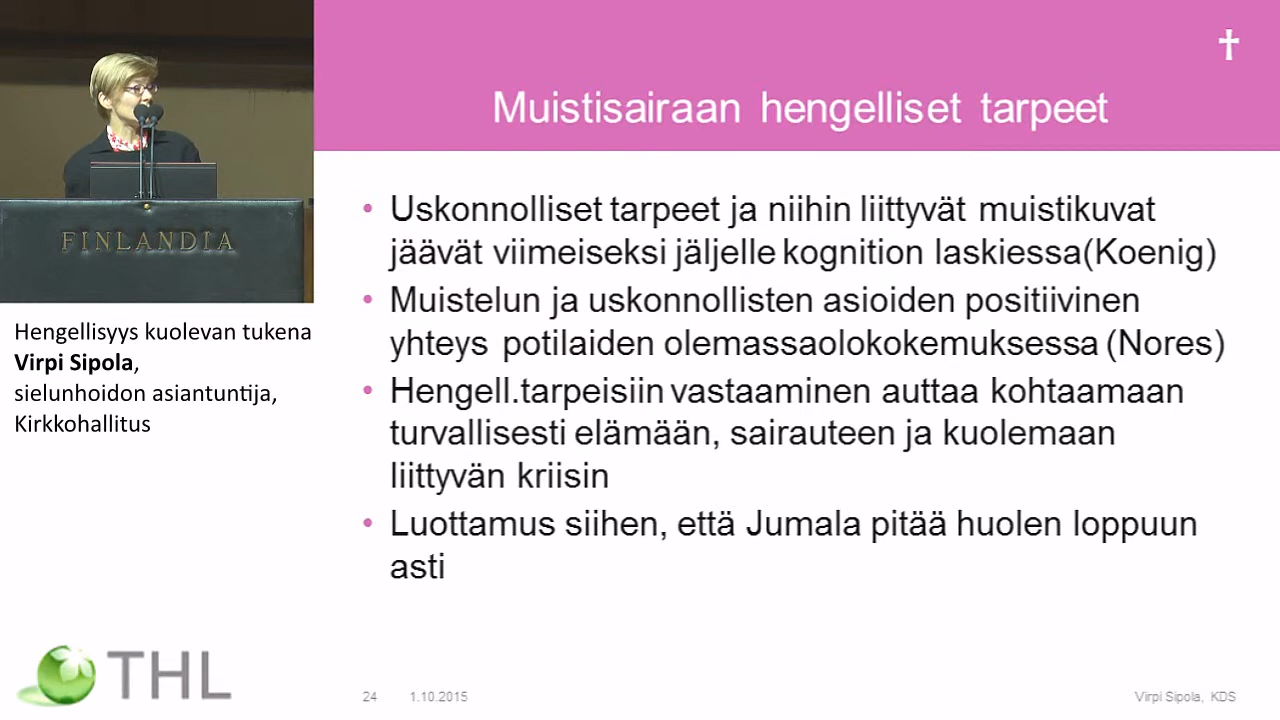 Muistisairaan hengelliset tarpeet
FINLANDIA
Hengellisyys kuolevan tukena
Virpi Sipola,
sielunhoidon asiantuntija,
Kirkkohallitus
• Uskonnolliset tarpeet ja niihin liittyvät muistikuvat
jäävät viimeiseksi jäljelle kognition laskiessa(Koenig)
• Muistelun ja uskonnollisten asioiden positiivinen
yhteys potilaiden olemassaolokokemuksessa (Nores)
• Hengell.tarpeisiin vastaaminen auttaa kohtaamaan
turvallisesti elämään, sairauteen ja kuolemaan
liittyvän kriisin
• Luottamus siihen, että Jumala pitää huolen loppuun
asti
THL
24 1.10.2015 Virpi Sipola, KDS